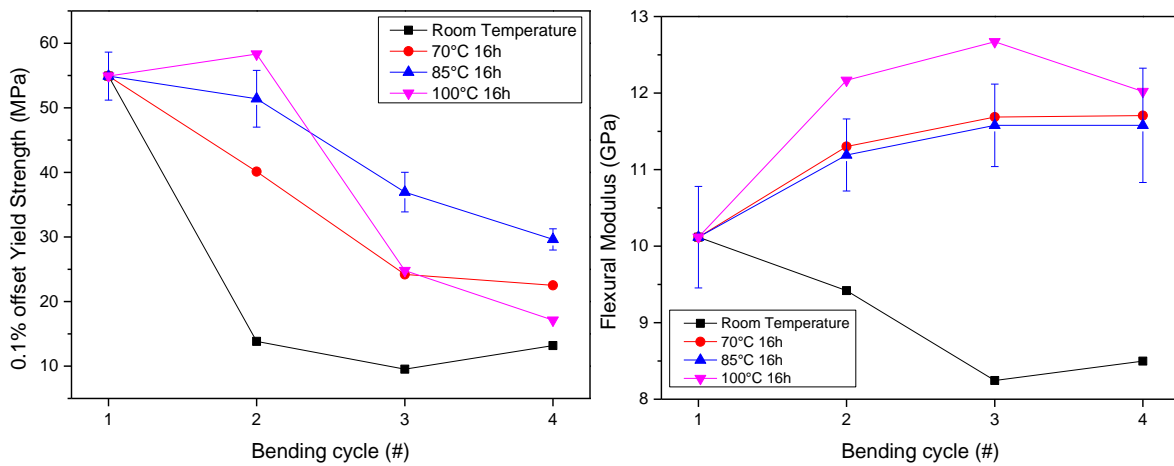 0.1% offset Yield Strength (MPa)
60
50
40
30
20
10
1
2
3
4
Bending cycle (#)
Room Temperature
70°C 16h
85°C 16h
100°C 16h
Flexural Modulus (GPa)
13
12
11
10
9
8
1
2
3
4
Bending cycle (#)
Room Temperature
70°C 16h
85°C 16h
100°C 16h